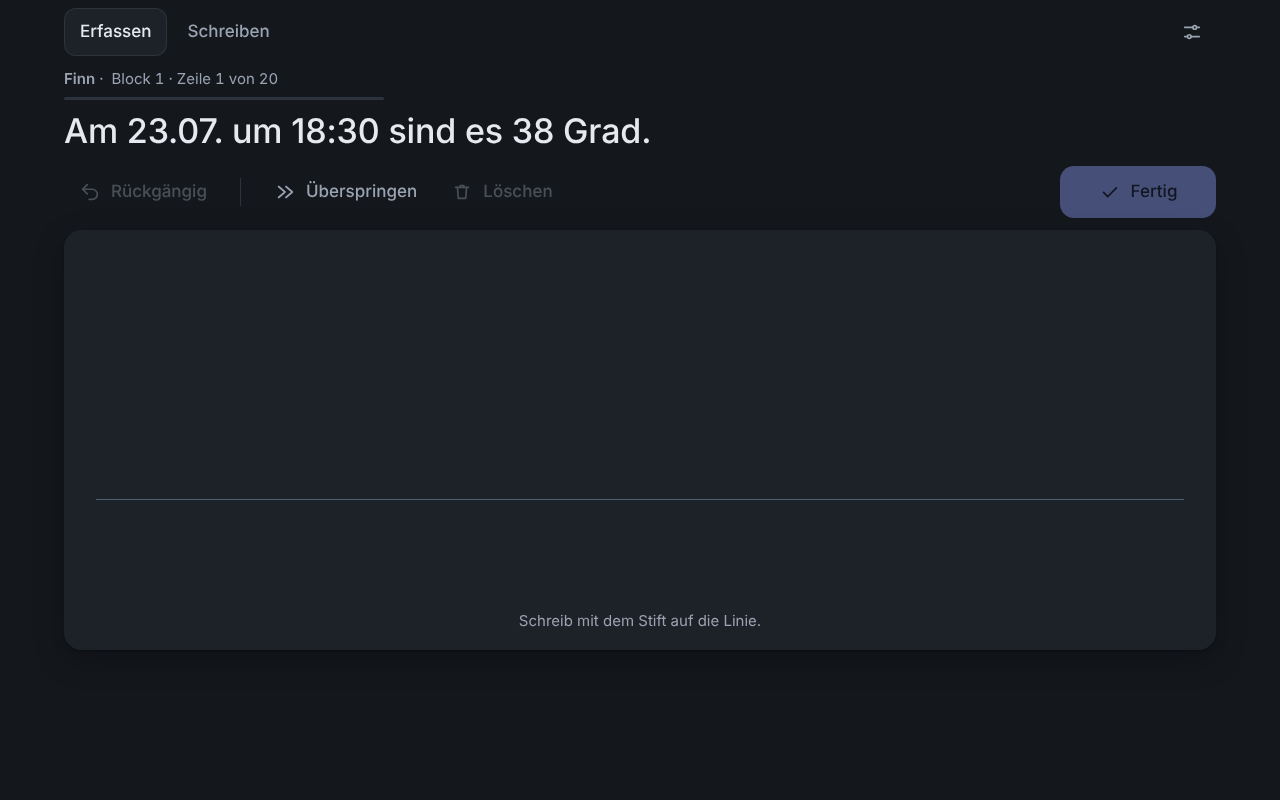 Erfassen Schreiben
Finn · Block 1 · Zeile 1 von 20
Am 23.07. um 18:30 sind es 38 Grad.
Rückgängig Überspringen Löschen Fertig
Schreib mit dem Stift auf die Linie.